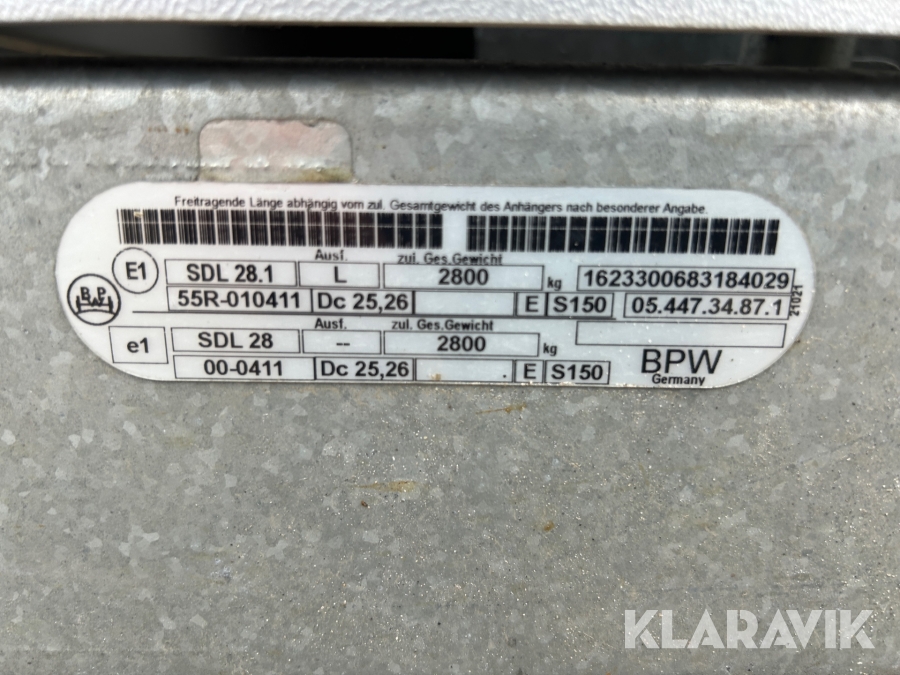 Freitragende Länge abhängig vom zul. Gesamtgewicht des Anhängers nach besonderer Angabe.
Ausf. zul. Ges.Gewicht
E1 SDL 28.1 L 2800 kg 1623300683184029
BPW 55R-010411 Dc 25,26 E S150 05.447.34.87.1 21021
Ausf. zul. Ges.Gewicht
e1 SDL 28 -- 2800 kg
00-0411 Dc 25,26 . E S150 BPW
Germany
KLARAVIK